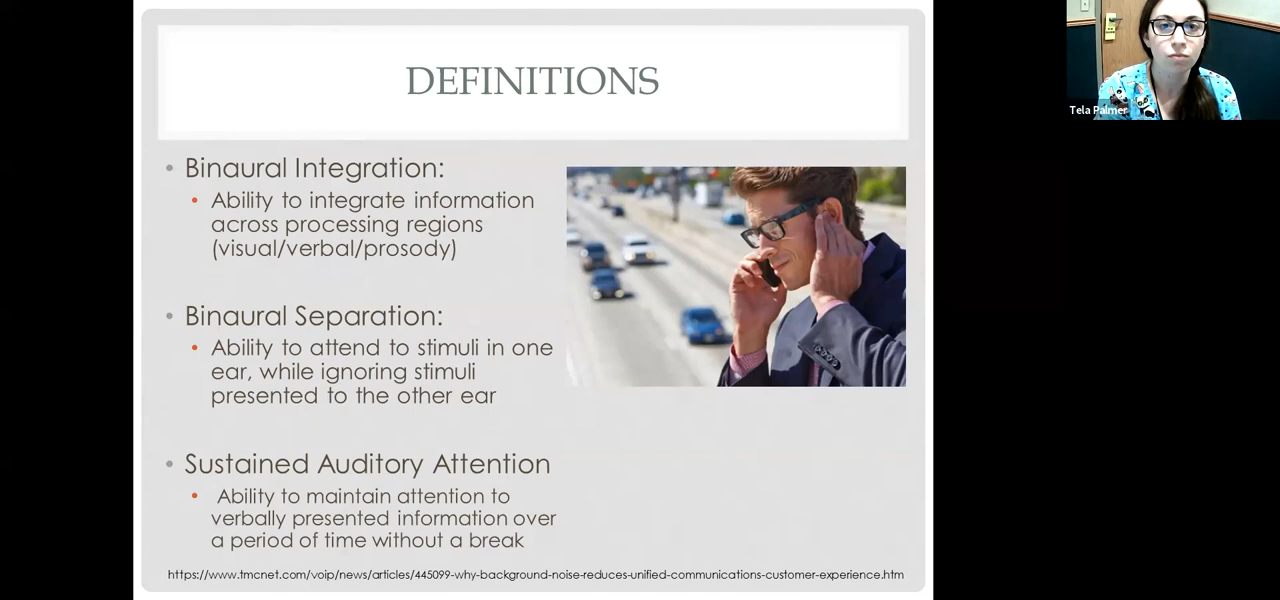 DEFINITIONS
Binaural Integration:
Ability to integrate information
across processing regions
(visual/verbal/prosody)
Binaural Separation:
Ability to attend to stimuli in one
ear, while ignoring stimuli
presented to the other ear
Sustained Auditory Attention
Ability to maintain attention to
verbally presented information over
a period of time without a break
https://www.tmcnet.com/voip/news/articles/445099-why-background-noise-reduces-unified-communications-customer-experience.htm
Tela Palmer